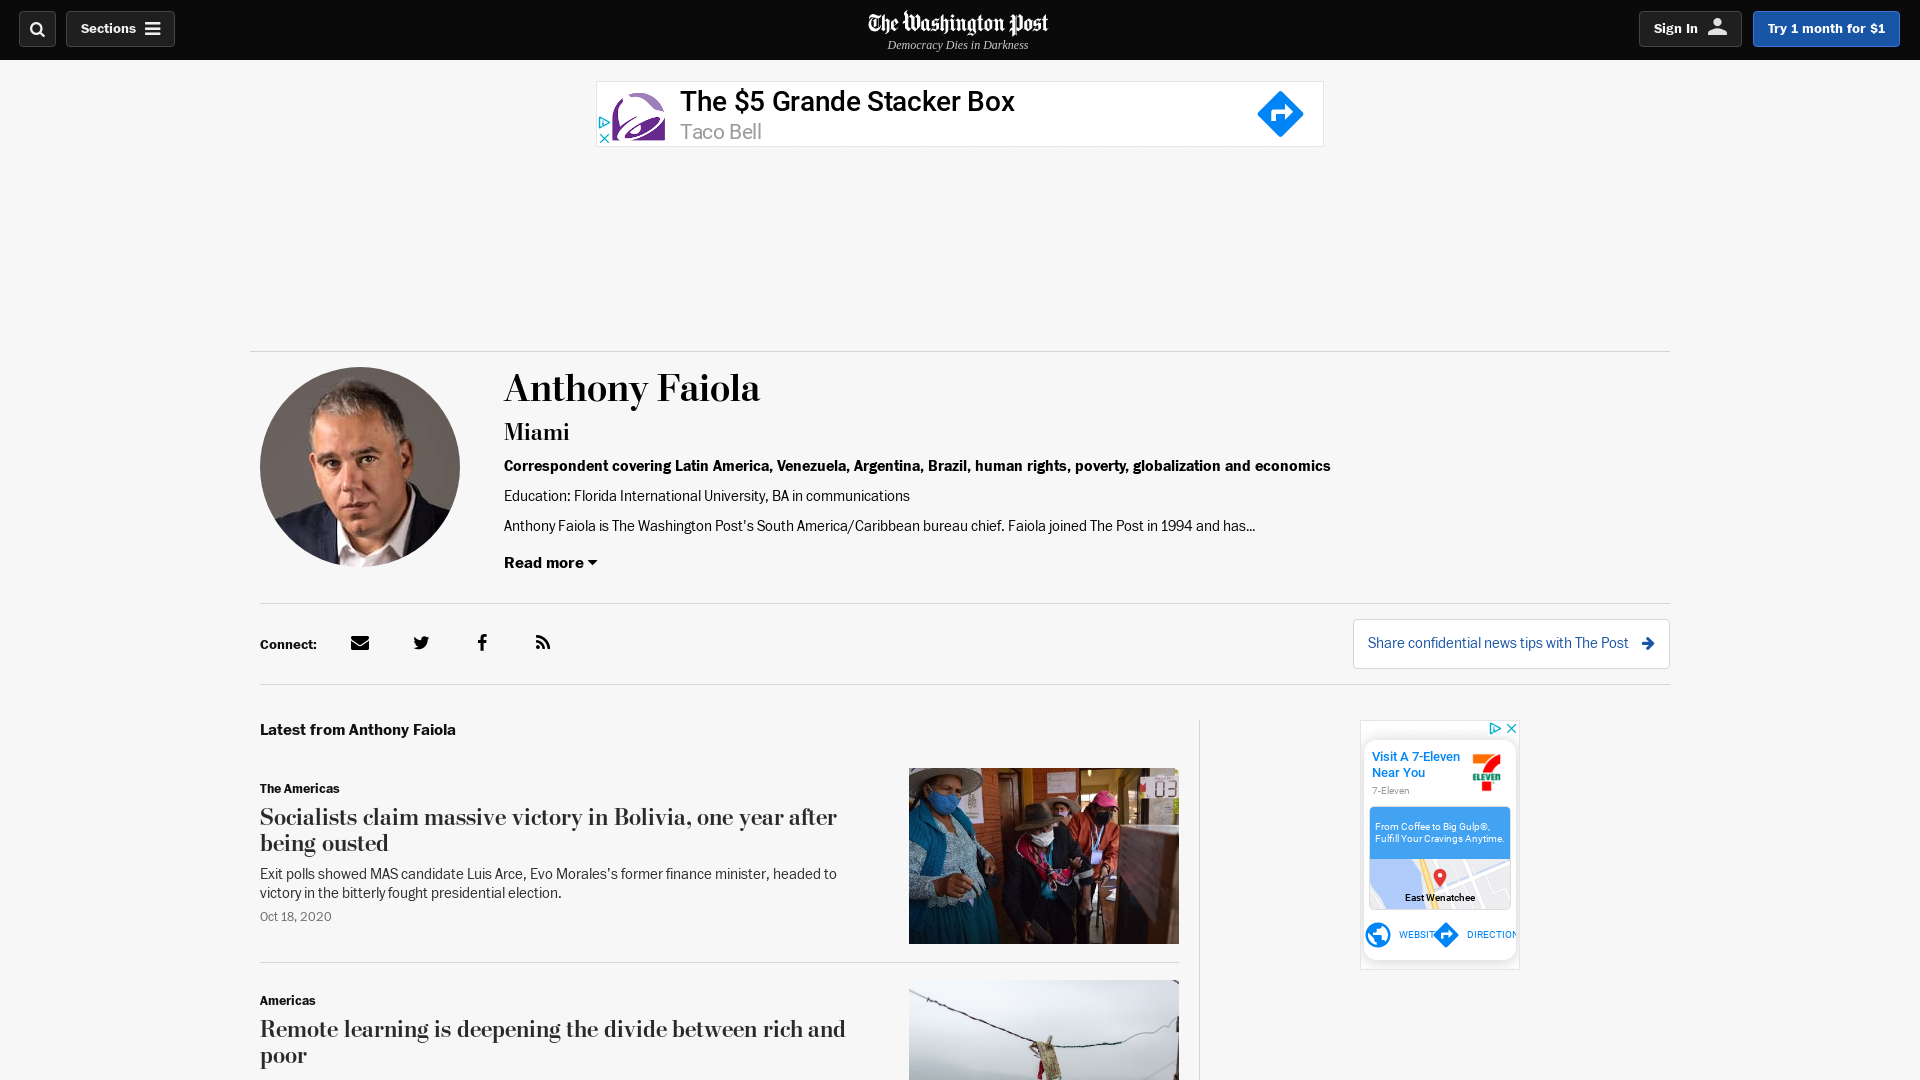 Sections
The Washington Post
Democracy Dies in Darkness
Sign In
Try 1 month for $1
The $5 Grande Stacker Box
Taco Bell
Anthony Faiola
Miami
Correspondent covering Latin America, Venezuela, Argentina, Brazil, human rights, poverty, globalization and economics
Education: Florida International University, BA in communications
Anthony Faiola is The Washington Post's South America/Caribbean bureau chief. Faiola joined The Post in 1994 and has...
Read more
Connect:
Share confidential news tips with The Post
Latest from Anthony Faiola
The Americas
Socialists claim massive victory in Bolivia, one year after
being ousted
Exit polls showed MAS candidate Luis Arce, Evo Morales’s former finance minister, headed to
victory in the bitterly fought presidential election.
Oct 18, 2020
03
Americas
Remote learning is deepening the divide between rich and
poor
Visit A 7-Eleven
Near You
7-Eleven
ELEVEN
From Coffee to Big Gulp®,
Fulfill Your Cravings Anytime.
East Wenatchee
WEBSIT
DIRECTION